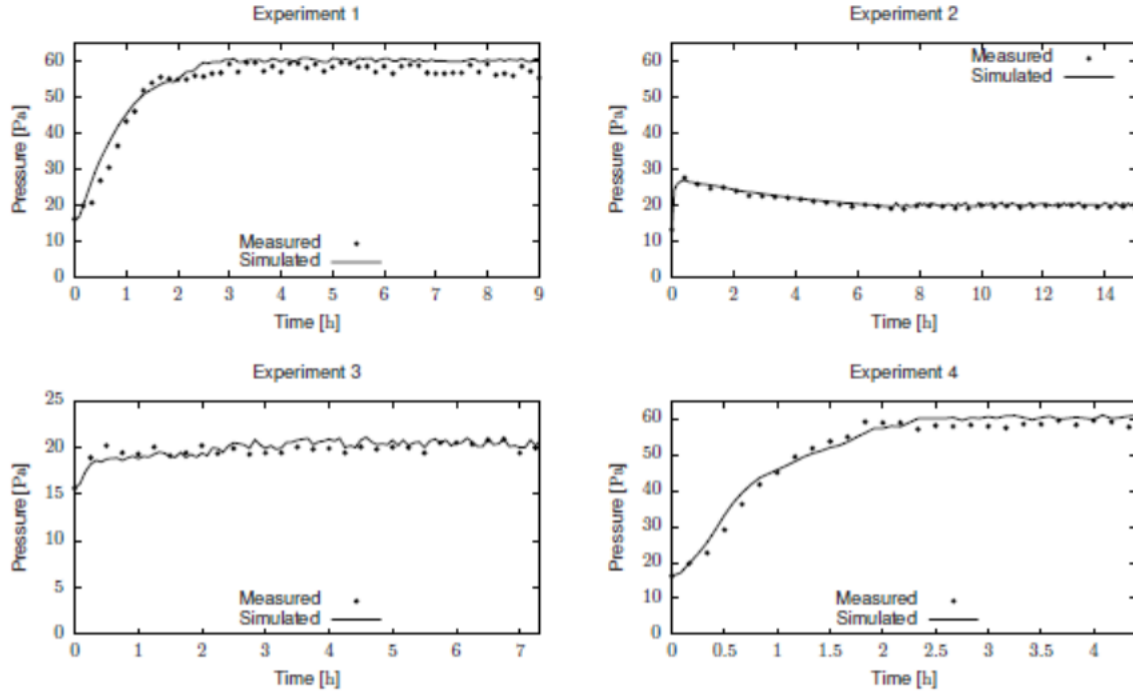 Experiment 1
Pressure [Pa]
60
50
40
30
20
10
0
Measured
Simulated
0 1 2 3 4 5 6 7 8 9
Time [h]
Experiment 2
Pressure [Pa]
60
50
40
30
20
10
0
Measured
Simulated
0 2 4 6 8 10 12 14
Time [h]
Experiment 3
Pressure [Pa]
25
20
15
10
5
0
Measured
Simulated
0 1 2 3 4 5 6 7
Time [h]
Experiment 4
Pressure [Pa]
60
50
40
30
20
10
0
Measured
Simulated
0 0.5 1 1.5 2 2.5 3 3.5 4
Time [h]